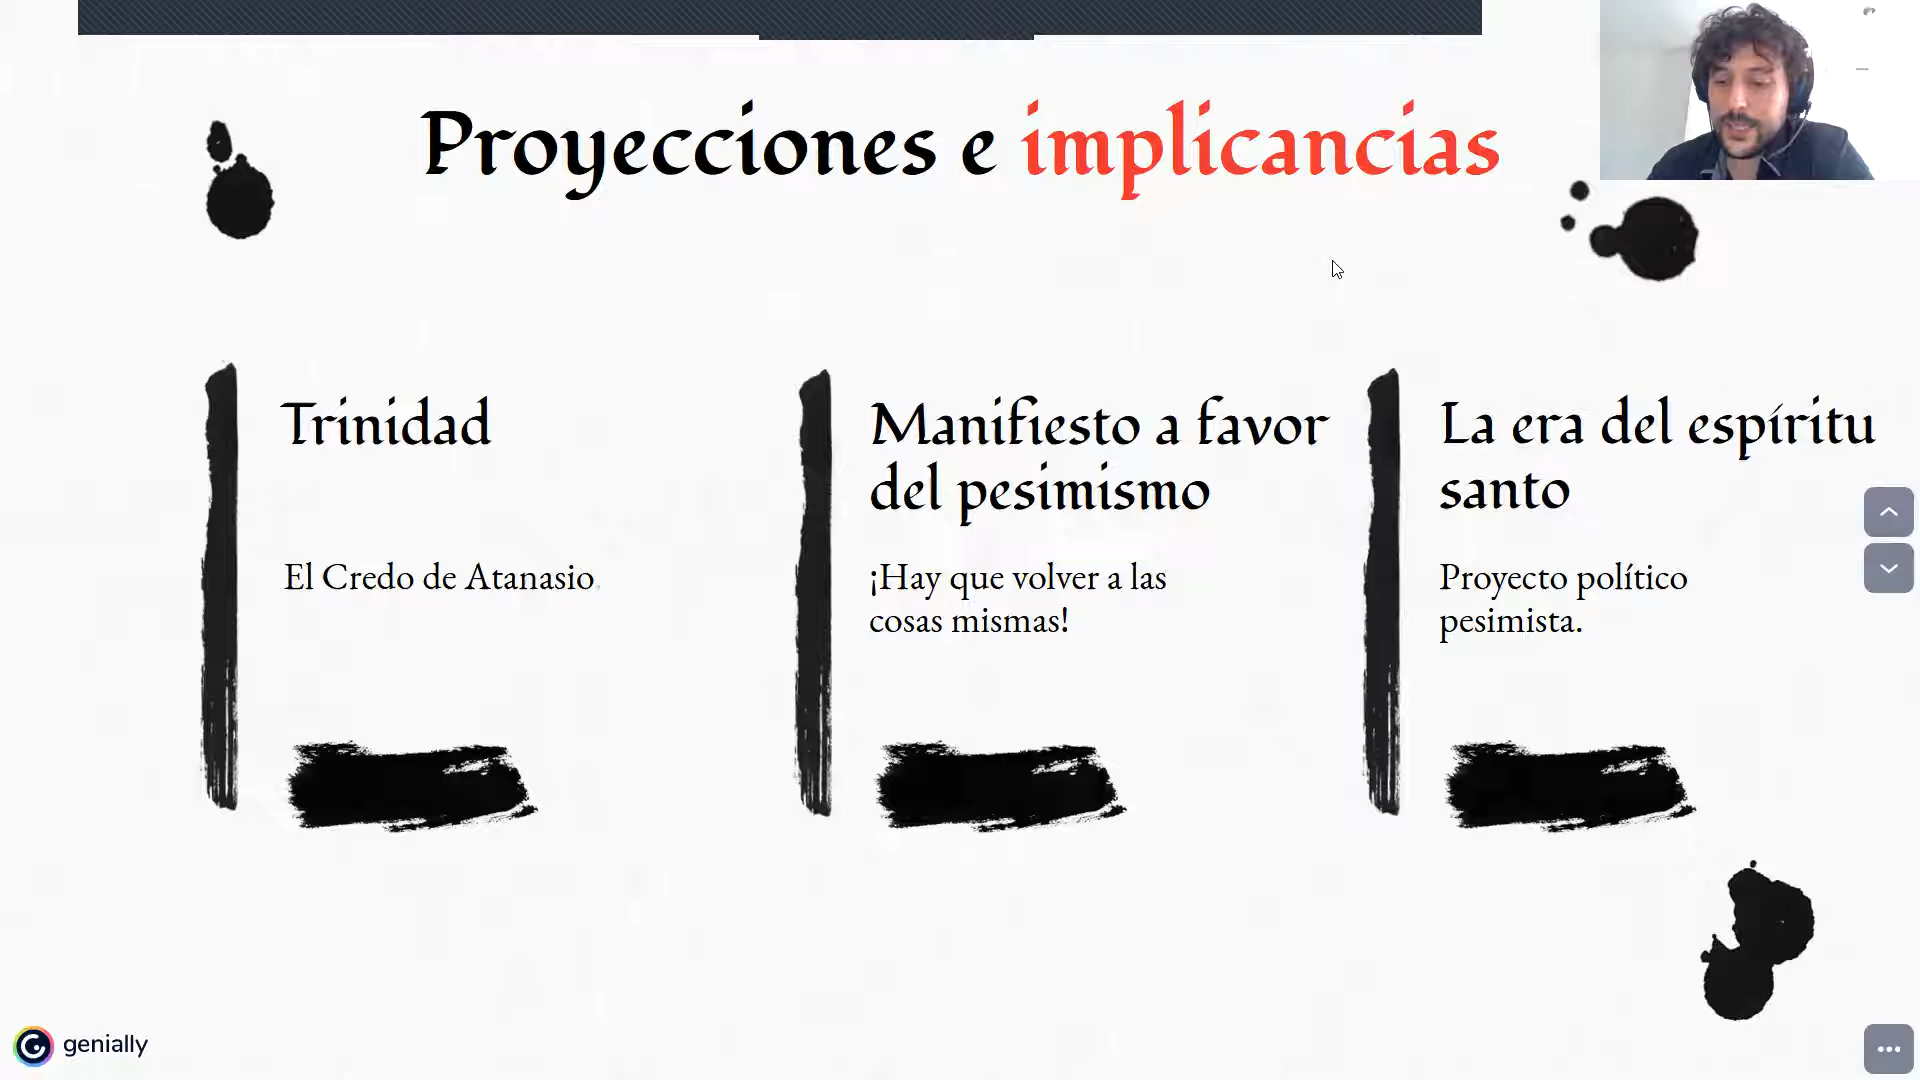 Proyecciones e implicancias
Trinidad
El Credo de Atanasio
Manifiesto a favor
del pesimismo
¡Hay que volver a las
cosas mismas!
La era del espíritu
santo
Proyecto político
pesimista.
genially